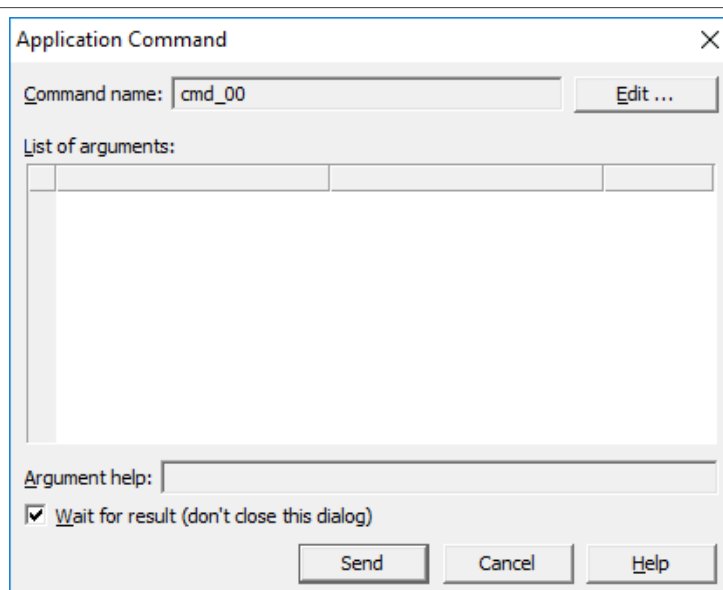 Application Command
Command name: cmd_00 Edit ...
List of arguments:
Argument help:
Wait for result (don't close this dialog)
Send Cancel Help